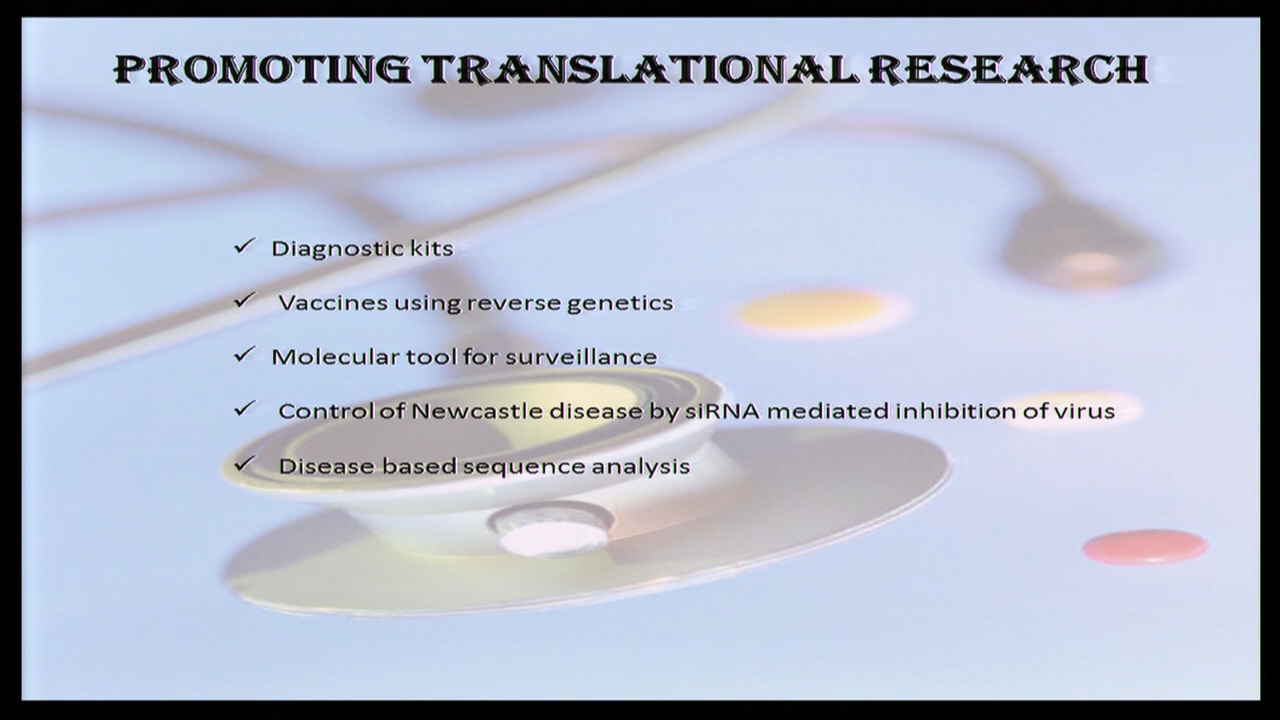 PROMOTING TRANSLATIONAL RESEARCH
✓ Diagnostic kits
✓ Vaccines using reverse genetics
✓ Molecular tool for surveillance
✓ Control of Newcastle disease by siRNA mediated inhibition of virus
✓ Disease based sequence analysis